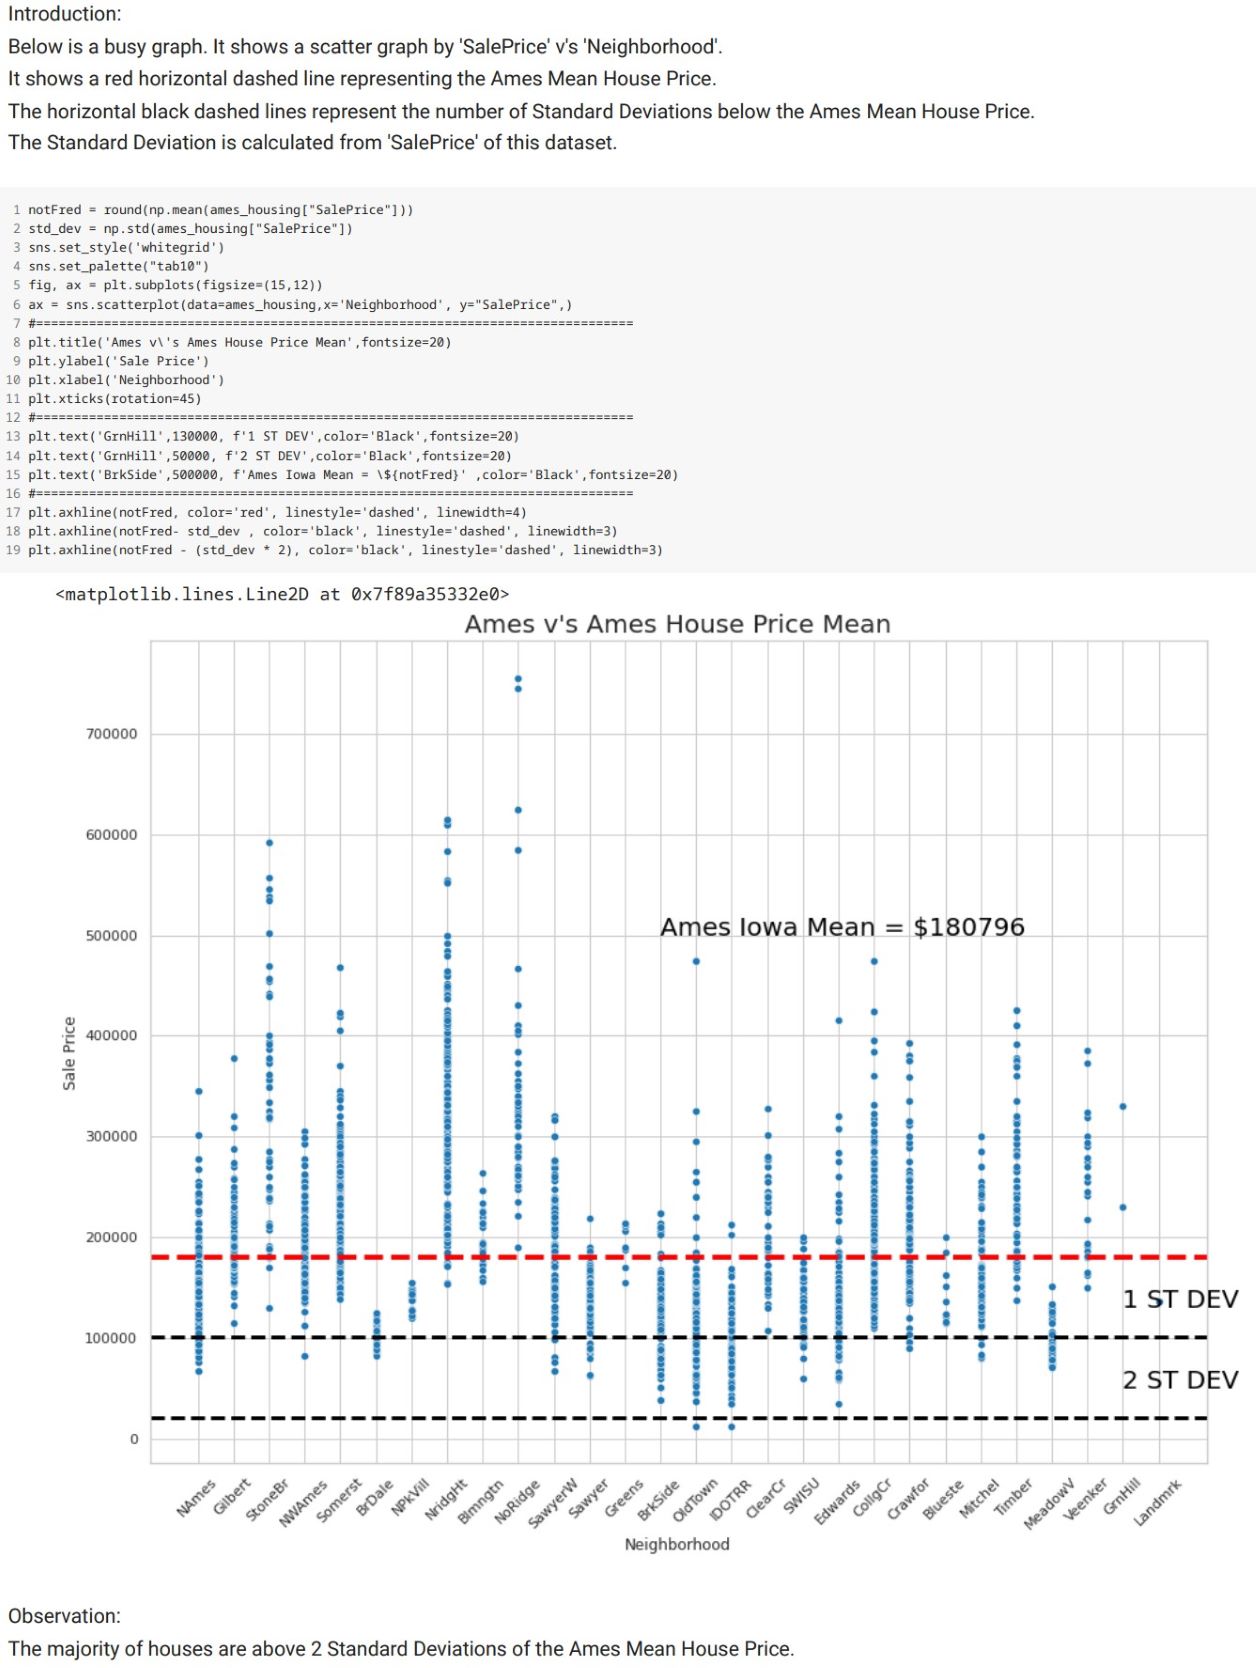 Introduction:
Below is a busy graph. It shows a scatter graph by 'SalePrice' v's 'Neighborhood'.
It shows a red horizontal dashed line representing the Ames Mean House Price.
The horizontal black dashed lines represent the number of Standard Deviations below the Ames Mean House Price.
The Standard Deviation is calculated from 'SalePrice' of this dataset.
1 notFred = round(np.mean(ames_housing["SalePrice"]))
2 std_dev = np.std(ames_housing["SalePrice"])
3 sns.set_style('whitegrid')
4 sns.set_palette("tab10")
5 fig, ax = plt.subplots(figsize=(15,12))
6 ax = sns.scatterplot(data=ames_housing,x='Neighborhood', y="SalePrice",)
7 #==============================================================================
8 plt.title('Ames v\'s Ames House Price Mean',fontsize=20)
9 plt.ylabel('Sale Price')
10 plt.xlabel('Neighborhood')
11 plt.xticks(rotation=45)
12 #==============================================================================
13 plt.text('GrnHill',130000, f'1 ST DEV',color='Black',fontsize=20)
14 plt.text('GrnHill',50000, f'2 ST DEV',color='Black',fontsize=20)
15 plt.text('BrkSide',500000, f'Ames Iowa Mean = \${notFred}' ,color='Black',fontsize=20)
16 #==============================================================================
17 plt.axhline(notFred, color='red', linestyle='dashed', linewidth=4)
18 plt.axhline(notFred- std_dev , color='black', linestyle='dashed', linewidth=3)
19 plt.axhline(notFred - (std_dev * 2), color='black', linestyle='dashed', linewidth=3)
<matplotlib.lines.Line2D at 0x7f89a35332e0>
Ames v's Ames House Price Mean
700000
600000
500000
Ames Iowa Mean = $180796
400000
Sale Price
300000
200000
1 ST DEV
100000
2 ST DEV
0
NAmes
Gilbert
StoneBr
NWAmes
Somerst
BrDale
NPkVill
NridgHt
Blmngtn
NoRidge
SawyerW
Sawyer
Greens
BrkSide
OldTown
IDOTRR
ClearCr
SWISU
Edwards
CollgCr
Crawfor
Blueste
Mitchel
Timber
MeadowV
Veenker
GrnHill
Landmrk
Neighborhood
Observation:
The majority of houses are above 2 Standard Deviations of the Ames Mean House Price.